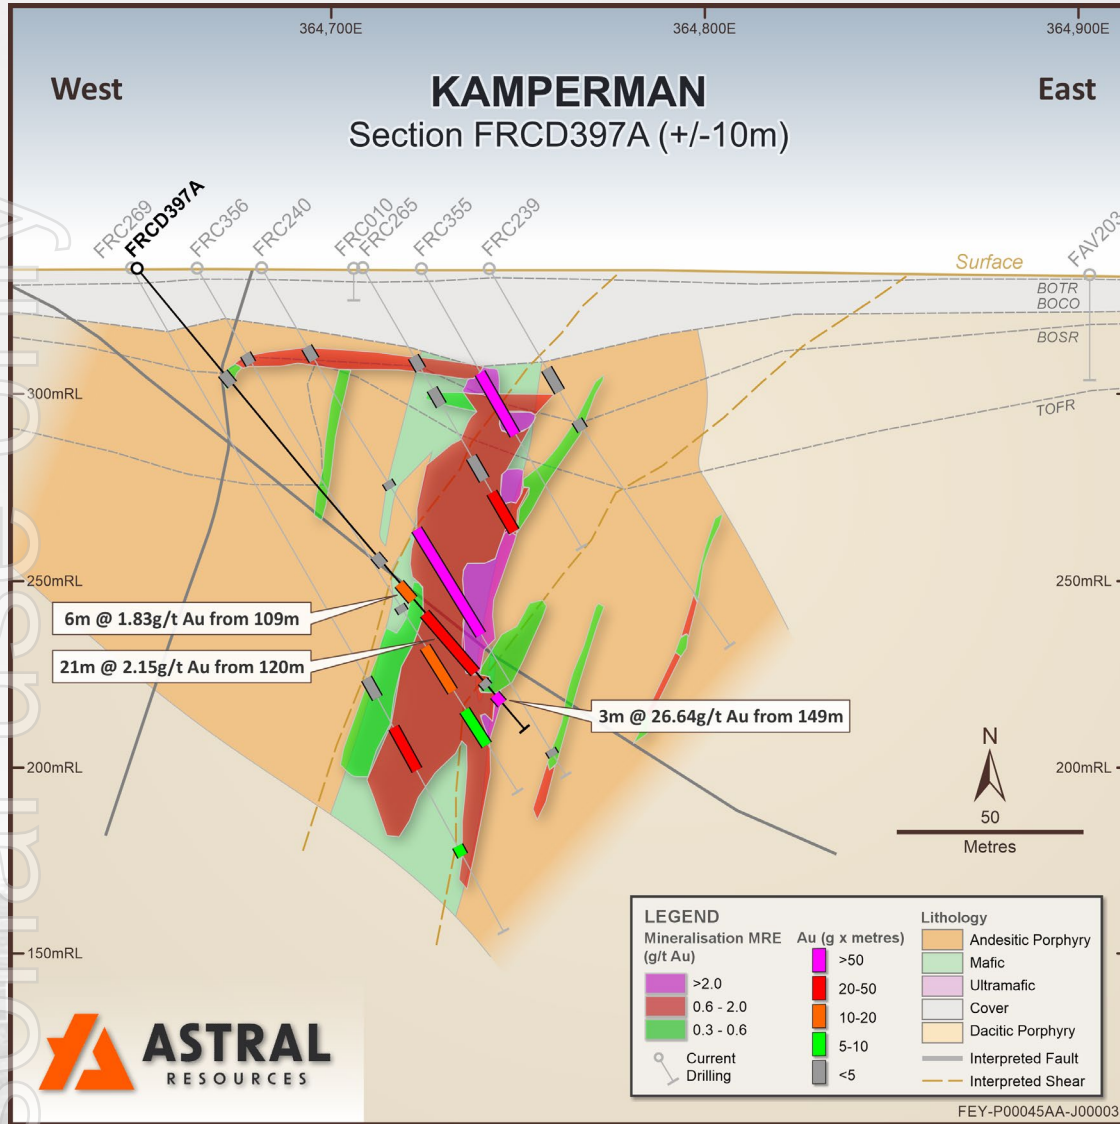 364,700E
364,800E
364,900E
West
KAMPERMAN
East
Section FRCD397A (+/-10m)
FRC269
FRCD397A
FRC356
FRC240
FRC010
FRC265
FRC355
FRC239
FAV203
Surface
BOTR
BOCO
BOSR
TOFR
300mRL
250mRL
250mRL
6m @ 1.83g/t Au from 109m
21m @ 2.15g/t Au from 120m
3m @ 26.64g/t Au from 149m
200mRL
200mRL
N
50
Metres
150mRL
LEGEND
Mineralisation MRE
(g/t Au)
>2.0
0.6 - 2.0
0.3 - 0.6
Current
Drilling
Au (g x metres)
>50
20-50
10-20
5-10
<5
Lithology
Andesitic Porphyry
Mafic
Ultramafic
Cover
Dacitic Porphyry
Interpreted Fault
Interpreted Shear
ASTRAL
RESOURCES
FEY-P00045AA-J00003